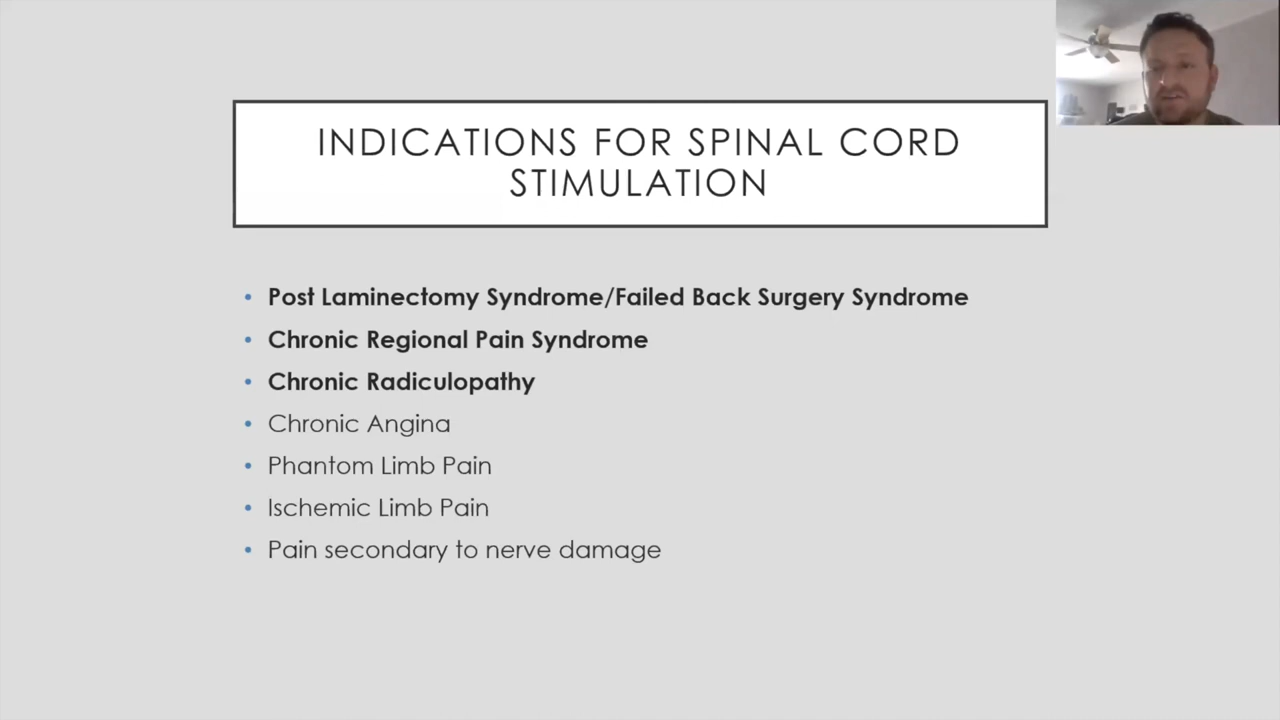 INDICATIONS FOR SPINAL CORD
STIMULATION
• Post Laminectomy Syndrome/Failed Back Surgery Syndrome
• Chronic Regional Pain Syndrome
• Chronic Radiculopathy
• Chronic Angina
• Phantom Limb Pain
• Ischemic Limb Pain
• Pain secondary to nerve damage